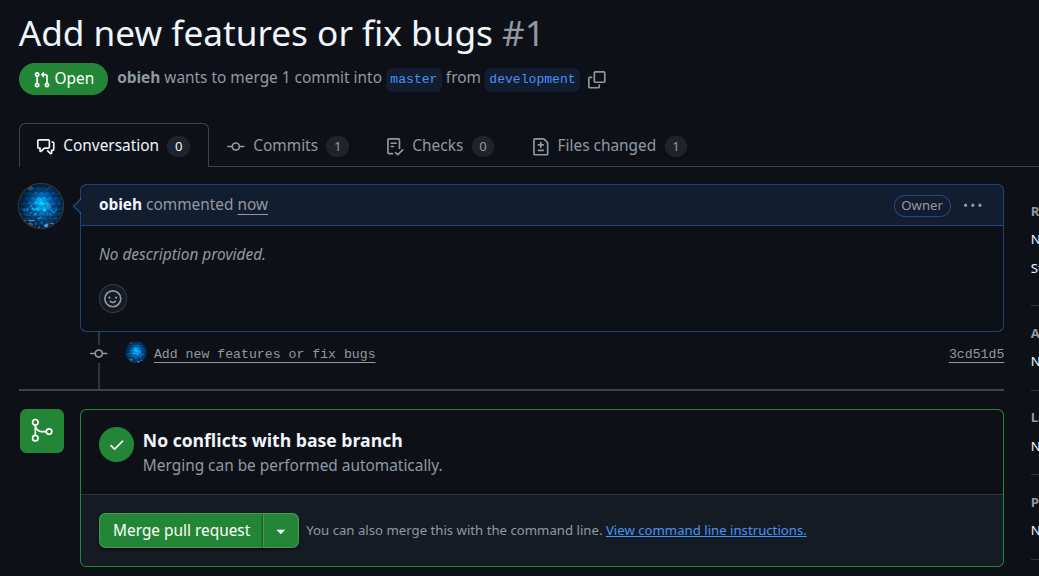 Add new features or fix bugs #1
Open obieh wants to merge 1 commit into master from development
Conversation 0 Commits 1 Checks 0 Files changed 1
obieh commented now Owner
No description provided.
Add new features or fix bugs 3cd51d5
No conflicts with base branch
Merging can be performed automatically.
Merge pull request You can also merge this with the command line. View command line instructions.